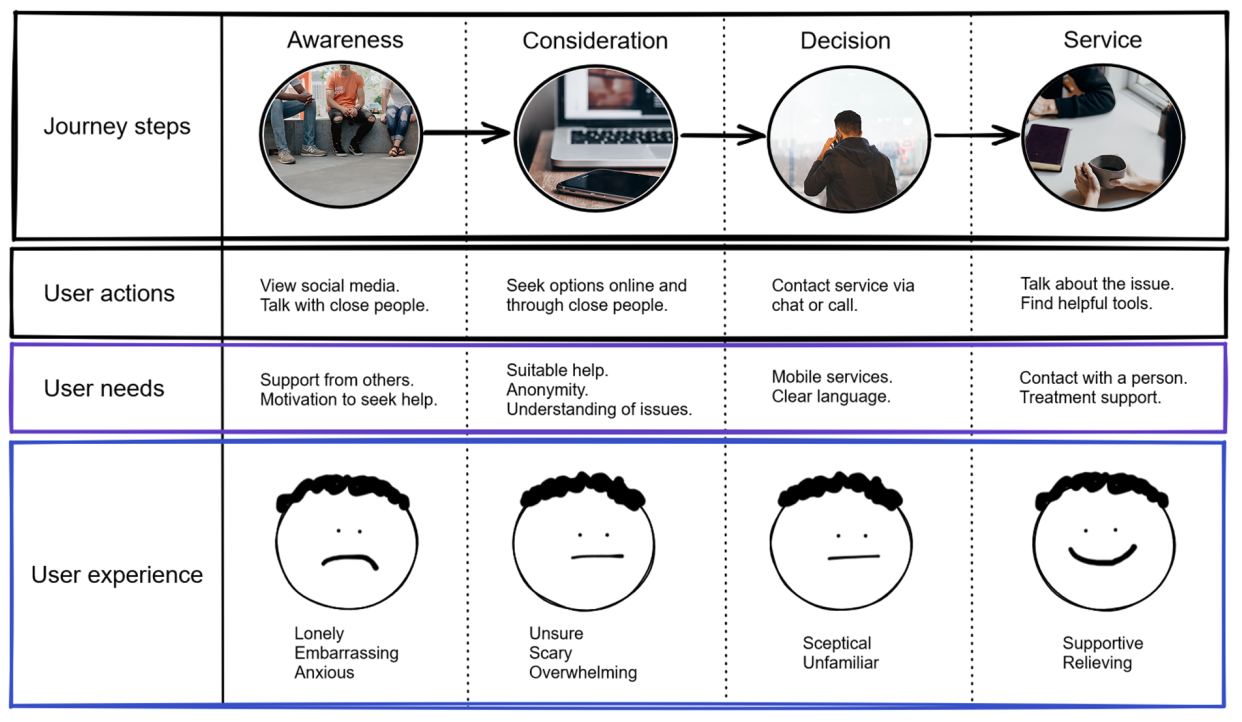 Awareness
Consideration
Decision
Service
Journey steps
User actions
View social media.
Talk with close people.
Seek options online and
through close people.
Contact service via
chat or call.
Talk about the issue.
Find helpful tools.
User needs
Support from others.
Motivation to seek help.
Suitable help.
Anonymity.
Understanding of issues.
Mobile services.
Clear language.
Contact with a person.
Treatment support.
User experience
Lonely
Embarrassing
Anxious
Unsure
Scary
Overwhelming
Sceptical
Unfamiliar
Supportive
Relieving